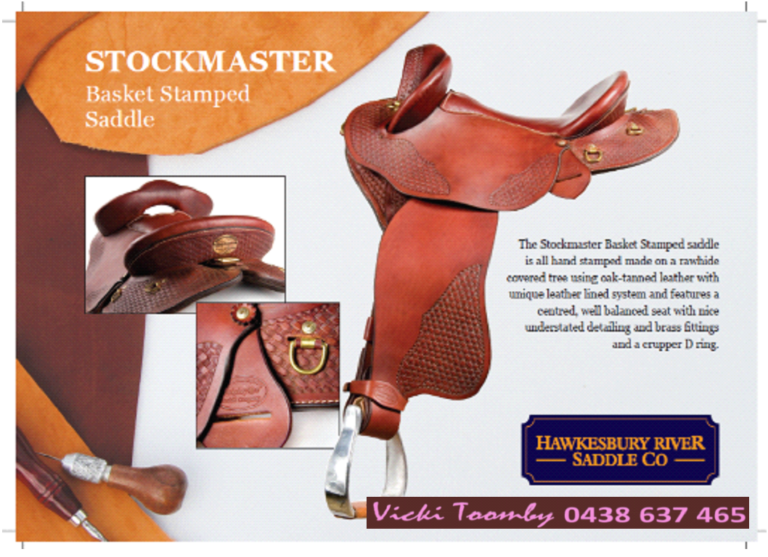 STOCKMASTER
Basket Stamped
Saddle
The Stockmaster Basket Stamped saddle
is all hand stamped made on a rawhide
covered tree using oak-tanned leather with
unique leather lined system and features a
centred, well balanced seat with nice
understated detailing and brass fittings
and a crupper D ring.
HAWKESBURY RIVER
SADDLE CO
Vicki Toomby 0438 637 465